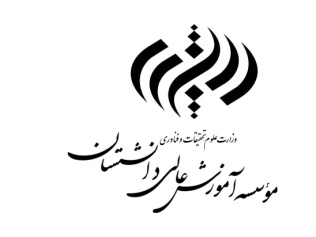 وزارت علوم تحقیقات و فناوری
مؤسسه آموزش عالی دانشستان